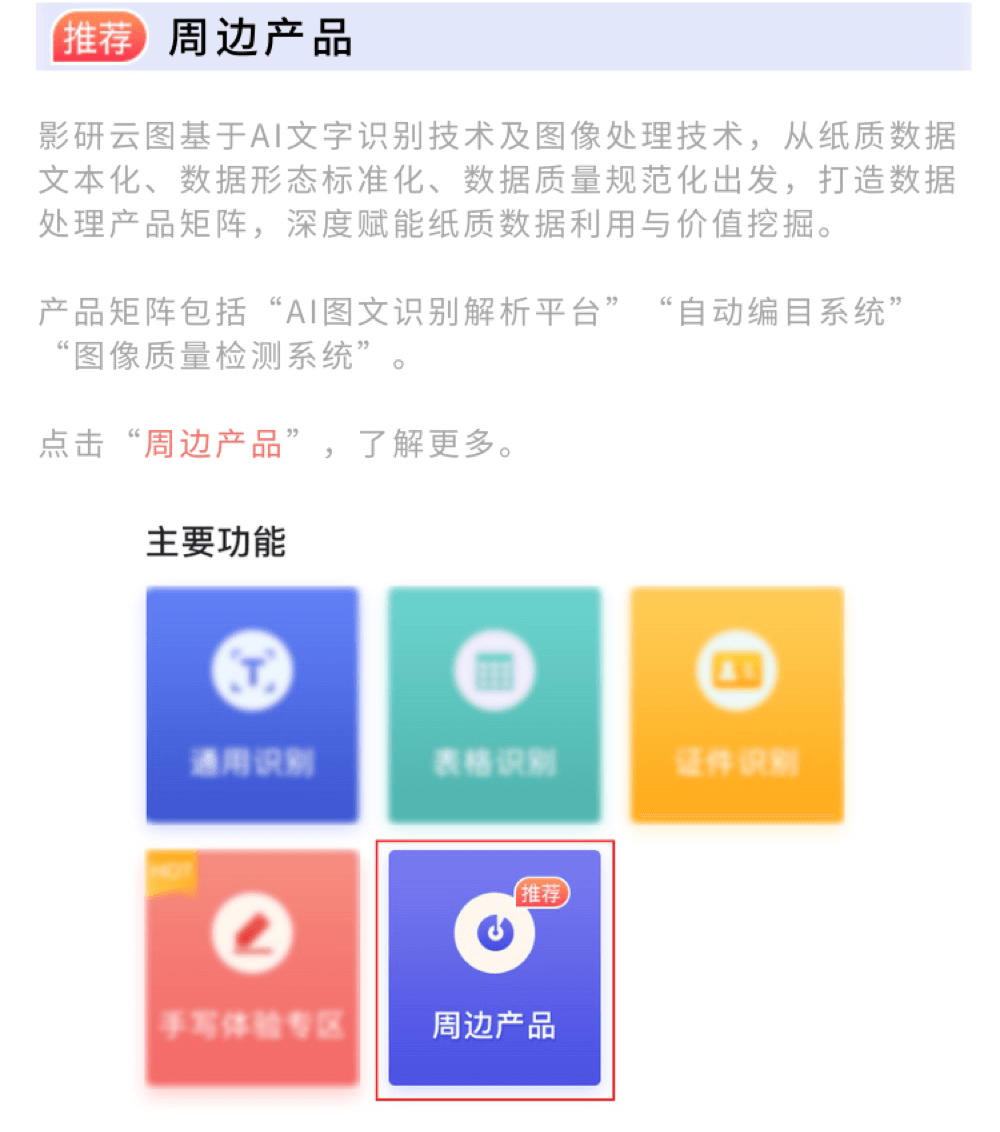 推荐 周边产品
影研云图基于AI文字识别技术及图像处理技术，从纸质数据
文本化、数据形态标准化、数据质量规范化出发，打造数据
处理产品矩阵，深度赋能纸质数据利用与价值挖掘。
产品矩阵包括“AI图文识别解析平台”“自动编目系统”
“图像质量检测系统”。
点击“周边产品”，了解更多。
主要功能
通用识别
表格识别
证件识别
HOT
手写体验专区
推荐
周边产品